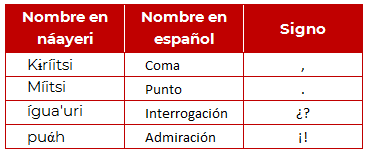 Nombre en náayeri	Nombre en español	Signo
Kɨríitsi	Coma	,
Míitsi	Punto	.
ígua'uri	Interrogación	¿?
puáh	Admiración	¡!